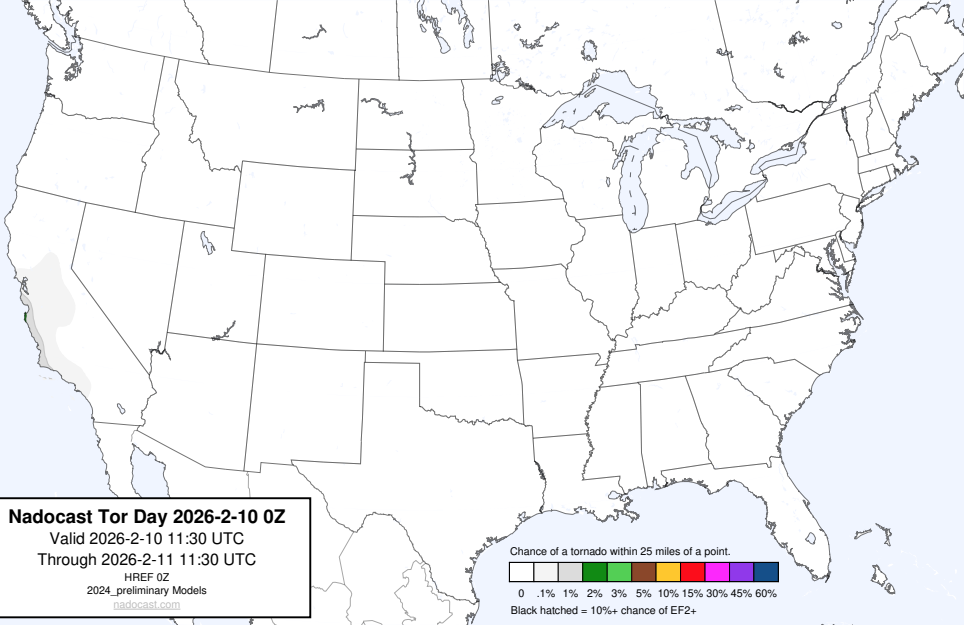 Nadocast Tor Day 2026-2-10 0Z
Valid 2026-2-10 11:30 UTC
Through 2026-2-11 11:30 UTC
HREF 0Z
2024_preliminary Models
nadocast.com
Chance of a tornado within 25 miles of a point.
0 .1% 1% 2% 3% 5% 10% 15% 30% 45% 60%
Black hatched = 10%+ chance of EF2+